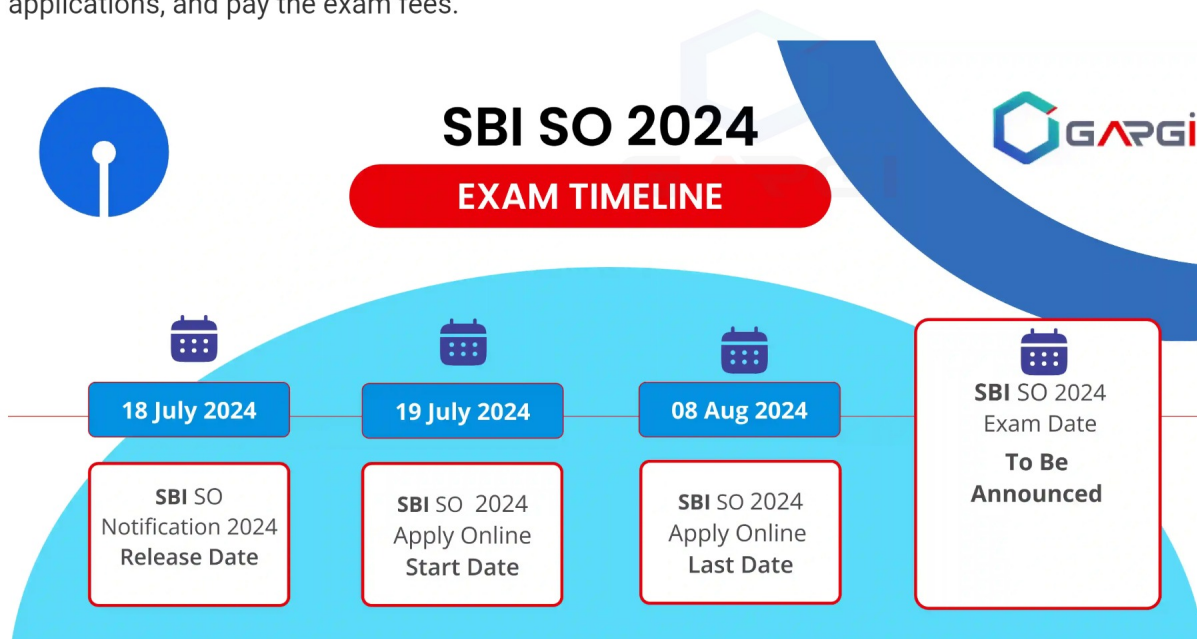 applications, and pay the exam fees.
SBI SO 2024
EXAM TIMELINE
GARGI
18 July 2024
SBI SO
Notification 2024
Release Date
19 July 2024
SBI SO 2024
Apply Online
Start Date
08 Aug 2024
SBI SO 2024
Apply Online
Last Date
SBI SO 2024
Exam Date
To Be
Announced